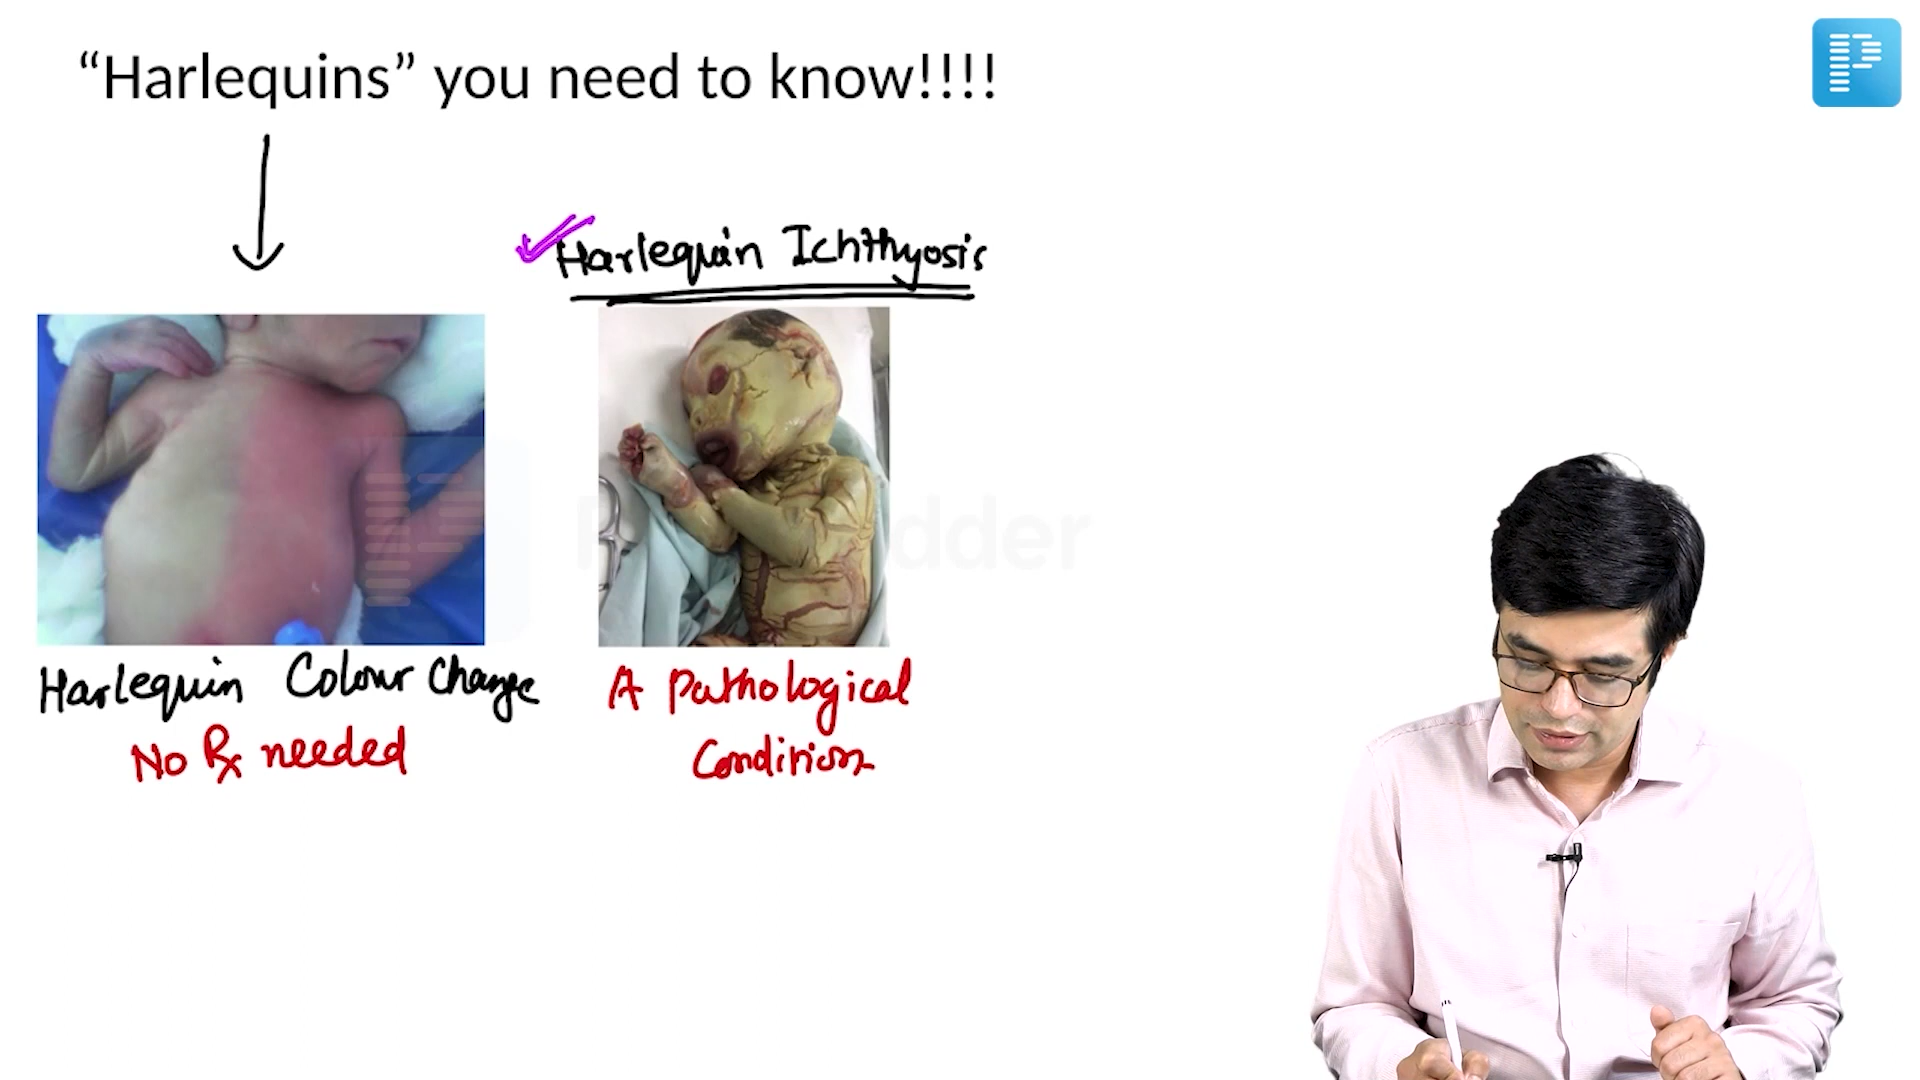 “Harlequins” you need to know!!!!
Harlequin Ichthyosis
Harlequin Colour Change
No Rx needed
A Pathological
Condition